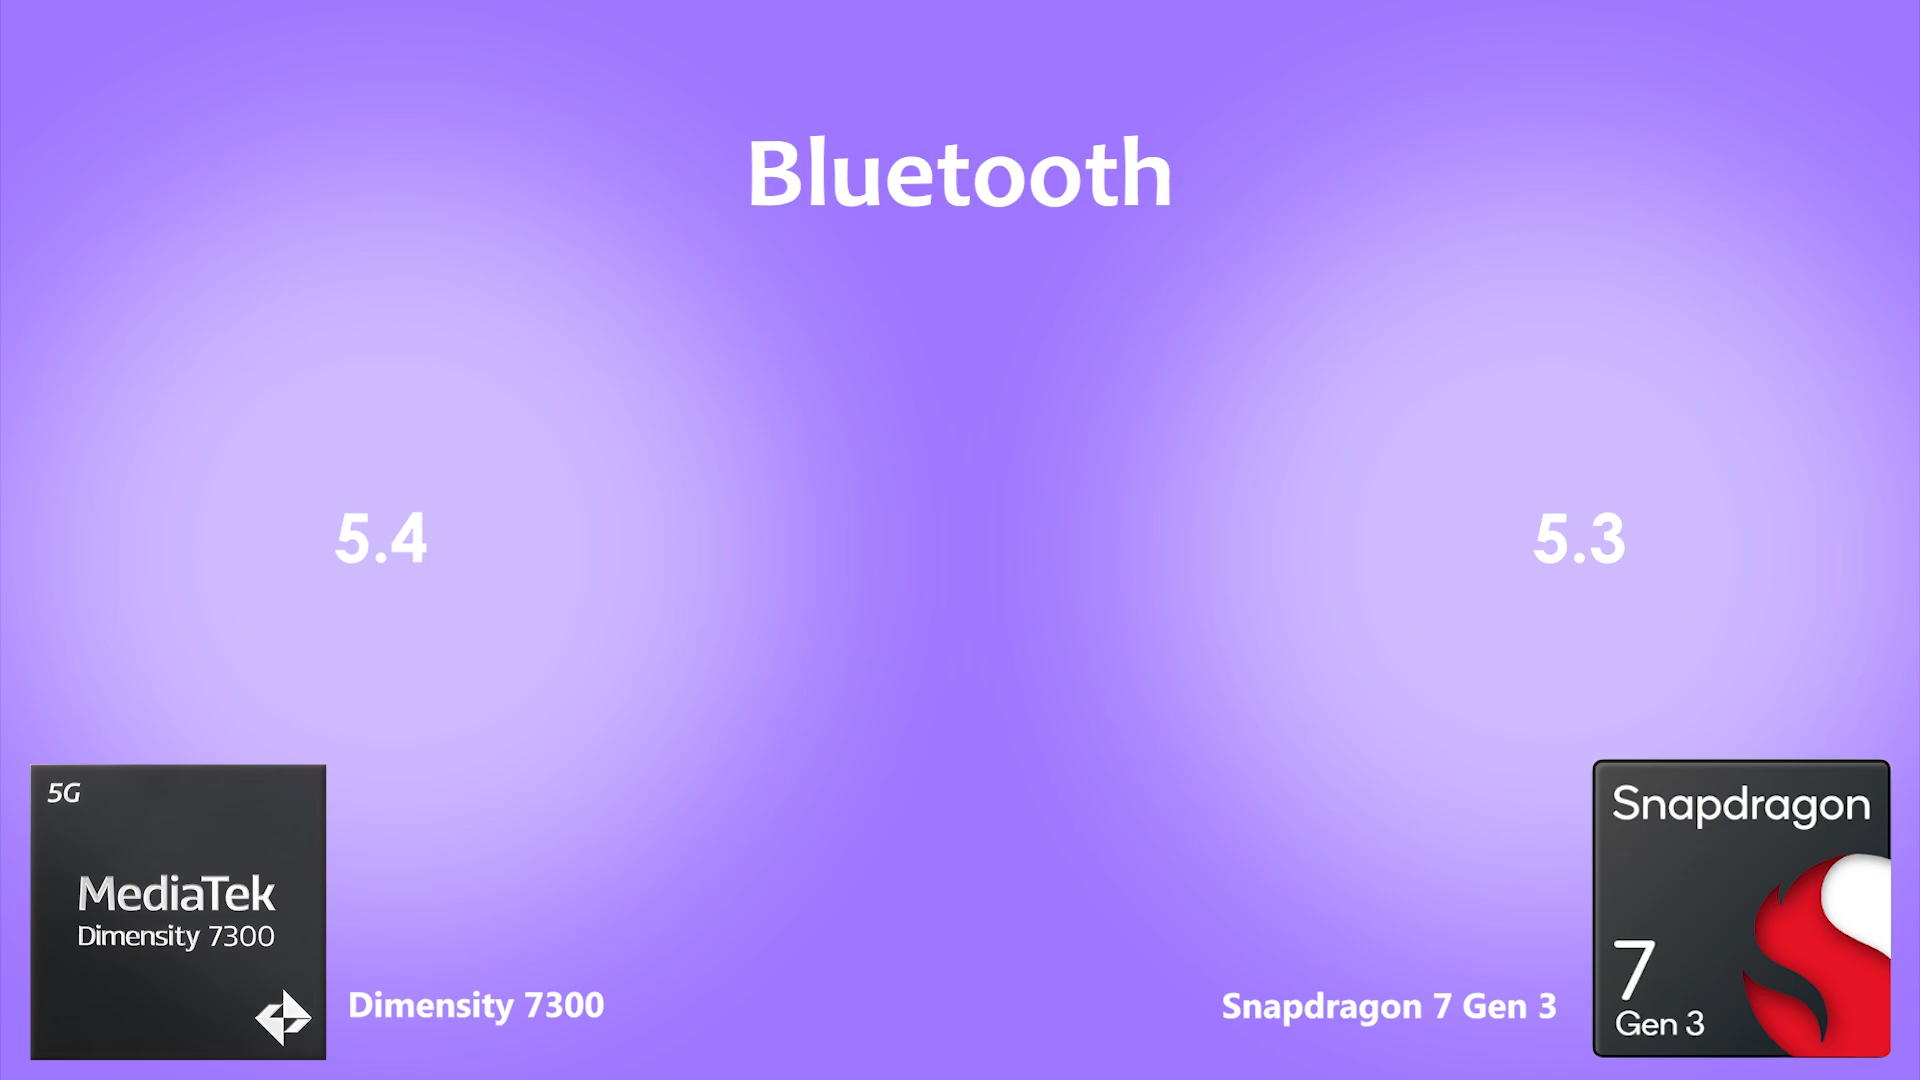 Bluetooth
5.4
5.3
5G
MediaTek
Dimensity 7300
Dimensity 7300
Snapdragon 7 Gen 3
Snapdragon
7
Gen 3